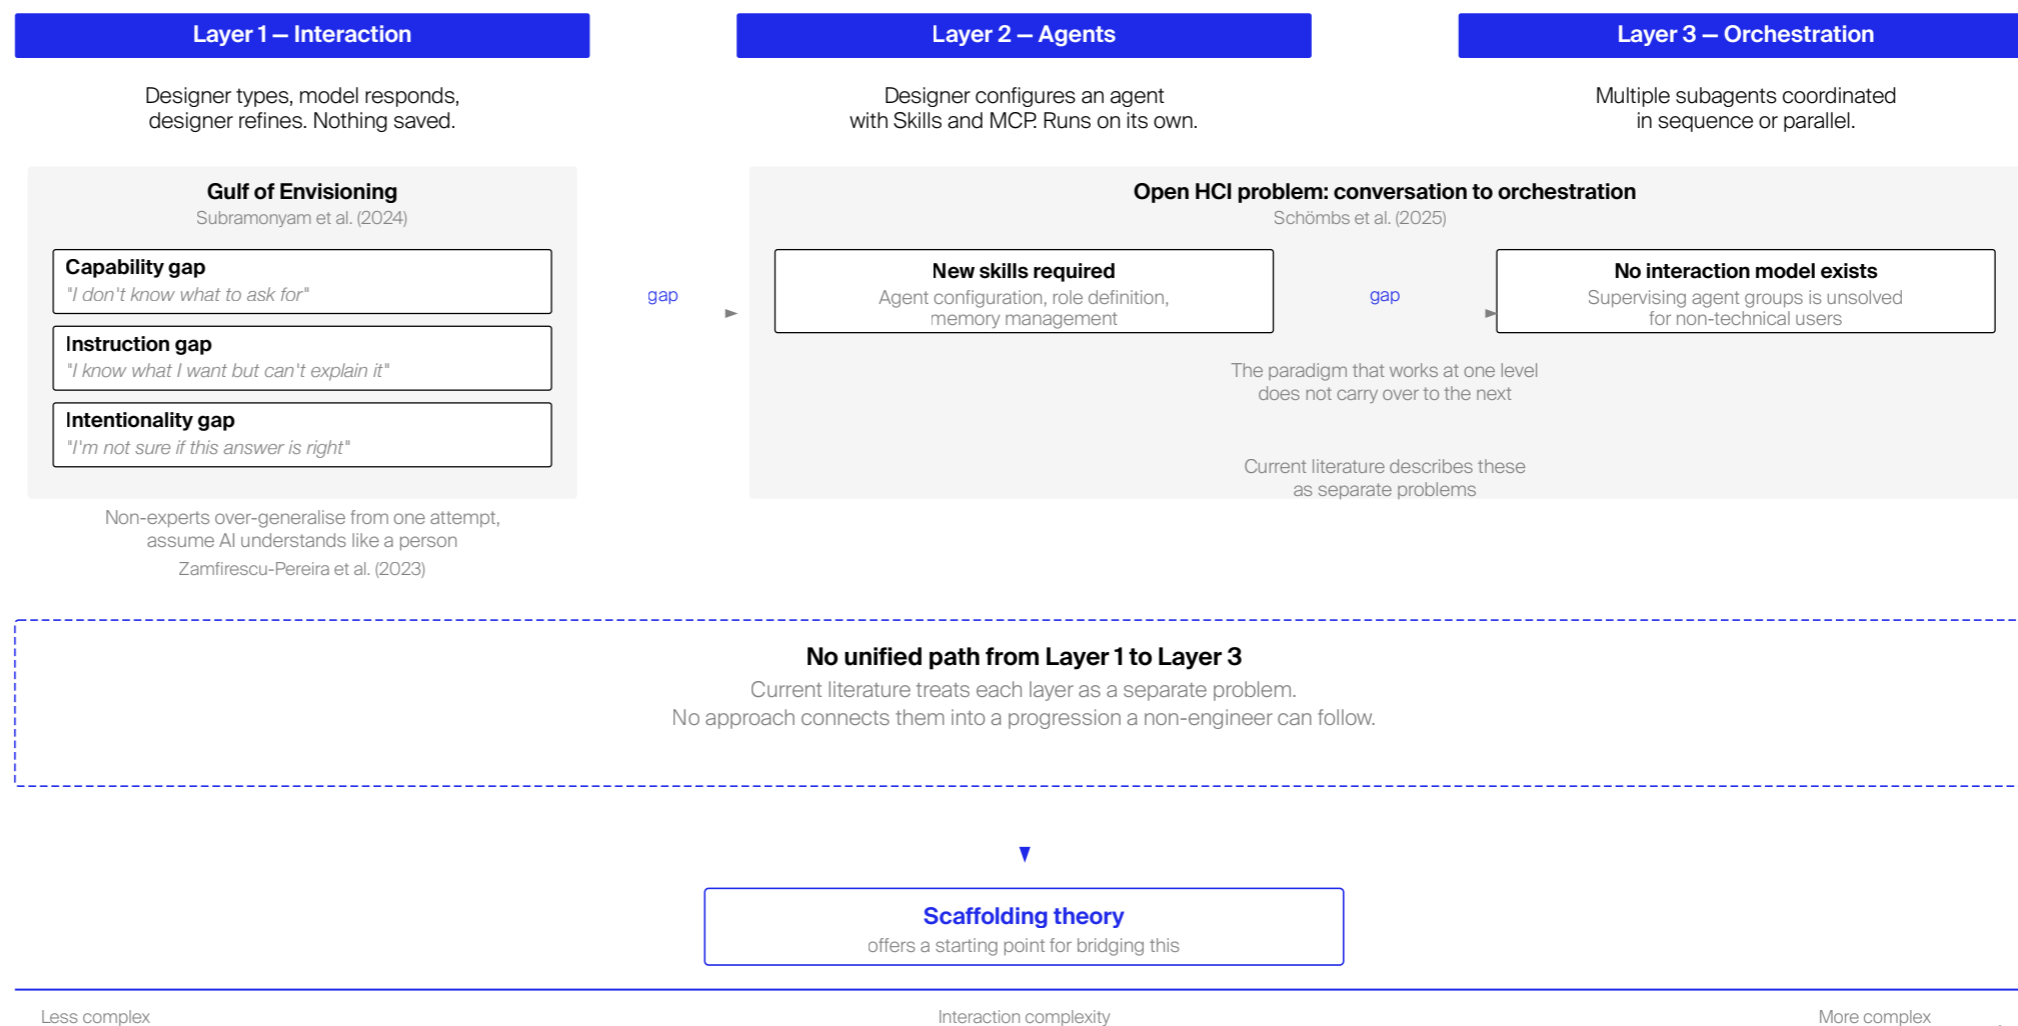 Layer 1 — Interaction
Designer types, model responds,
designer refines. Nothing saved.
Gulf of Envisioning
Subramonyam et al. (2024)
Capability gap
"I don't know what to ask for"
Instruction gap
"I know what I want but can't explain it"
Intentionality gap
"I'm not sure if this answer is right"
Non-experts over-generalise from one attempt,
assume AI understands like a person
Zamfirescu-Pereira et al. (2023)
gap
Layer 2 — Agents
Designer configures an agent
with Skills and MCP. Runs on its own.
Layer 3 — Orchestration
Multiple subagents coordinated
in sequence or parallel.
Open HCI problem: conversation to orchestration
Schömbs et al. (2025)
New skills required
Agent configuration, role definition,
memory management
gap
No interaction model exists
Supervising agent groups is unsolved
for non-technical users
The paradigm that works at one level
does not carry over to the next
Current literature describes these
as separate problems
No unified path from Layer 1 to Layer 3
Current literature treats each layer as a separate problem.
No approach connects them into a progression a non-engineer can follow.
Scaffolding theory
offers a starting point for bridging this
Less complex
Interaction complexity
More complex